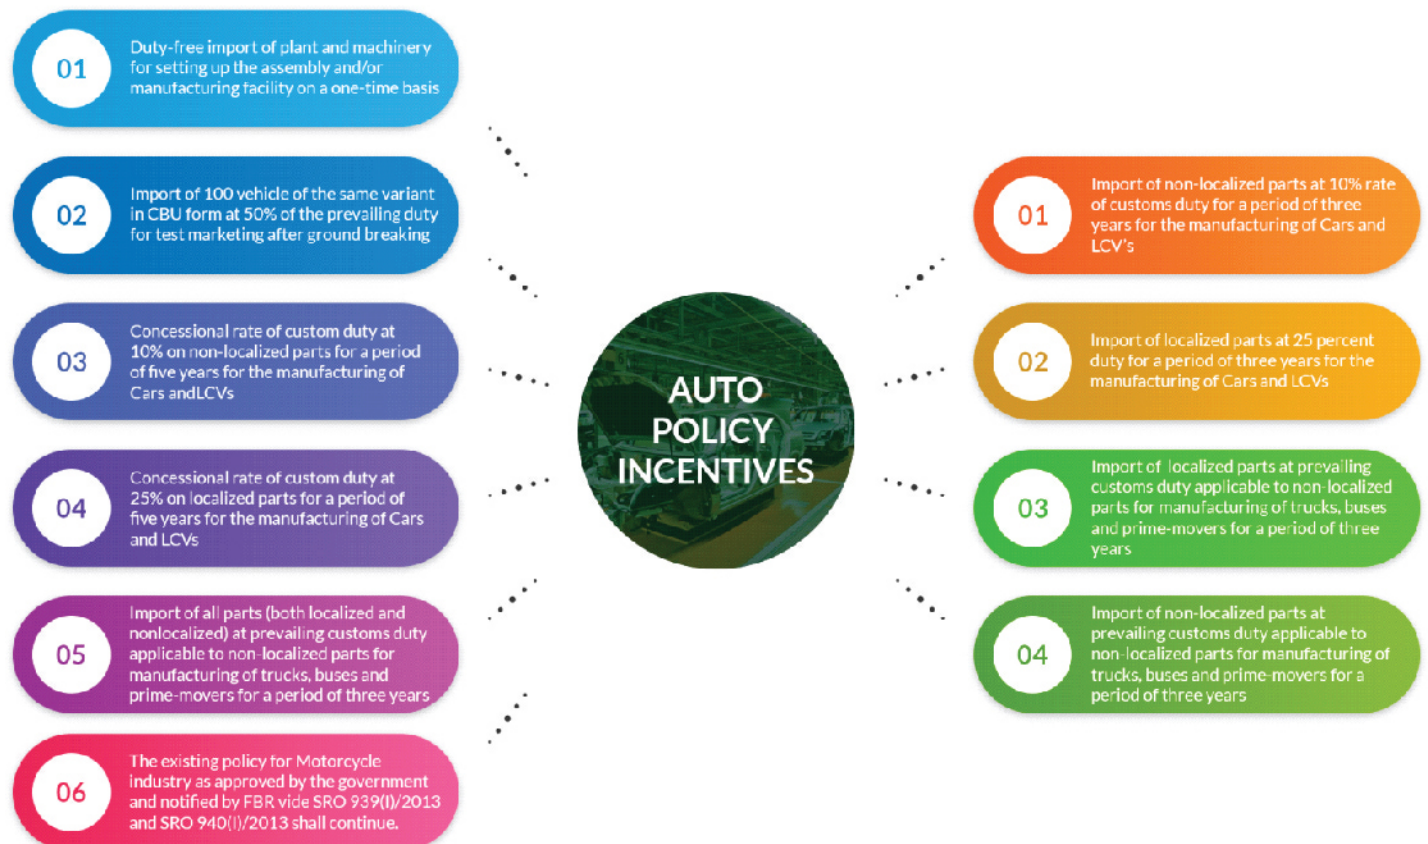 01
Duty-free import of plant and machinery
for setting up the assembly and/or
manufacturing facility on a one-time basis
02
Import of 100 vehicle of the same variant
in CBU form at 50% of the prevailing duty
for test marketing after ground breaking
03
Concessional rate of custom duty at
10% on non-localized parts for a period
of five years for the manufacturing of
Cars andLCVs
04
Concessional rate of custom duty at
25% on localized parts for a period of
five years for the manufacturing of Cars
and LCVs
05
Import of all parts (both localized and
nonlocalized) at prevailing customs duty
applicable to non-localized parts for
manufacturing of trucks, buses and
prime-movers for a period of three years
06
The existing policy for Motorcycle
industry as approved by the government
and notified by FBR vide SRO 939(I)/2013
and SRO 940(I)/2013 shall continue.
AUTO
POLICY
INCENTIVES
01
Import of non-localized parts at 10% rate
of customs duty for a period of three
years for the manufacturing of Cars and
LCV's
02
Import of localized parts at 25 percent
duty for a period of three years for the
manufacturing of Cars and LCVs
03
Import of localized parts at prevailing
customs duty applicable to non-localized
parts for manufacturing of trucks, buses
and prime-movers for a period of three
years
04
Import of non-localized parts at
prevailing customs duty applicable to
non-localized parts for manufacturing of
trucks, buses and prime-movers for a
period of three years